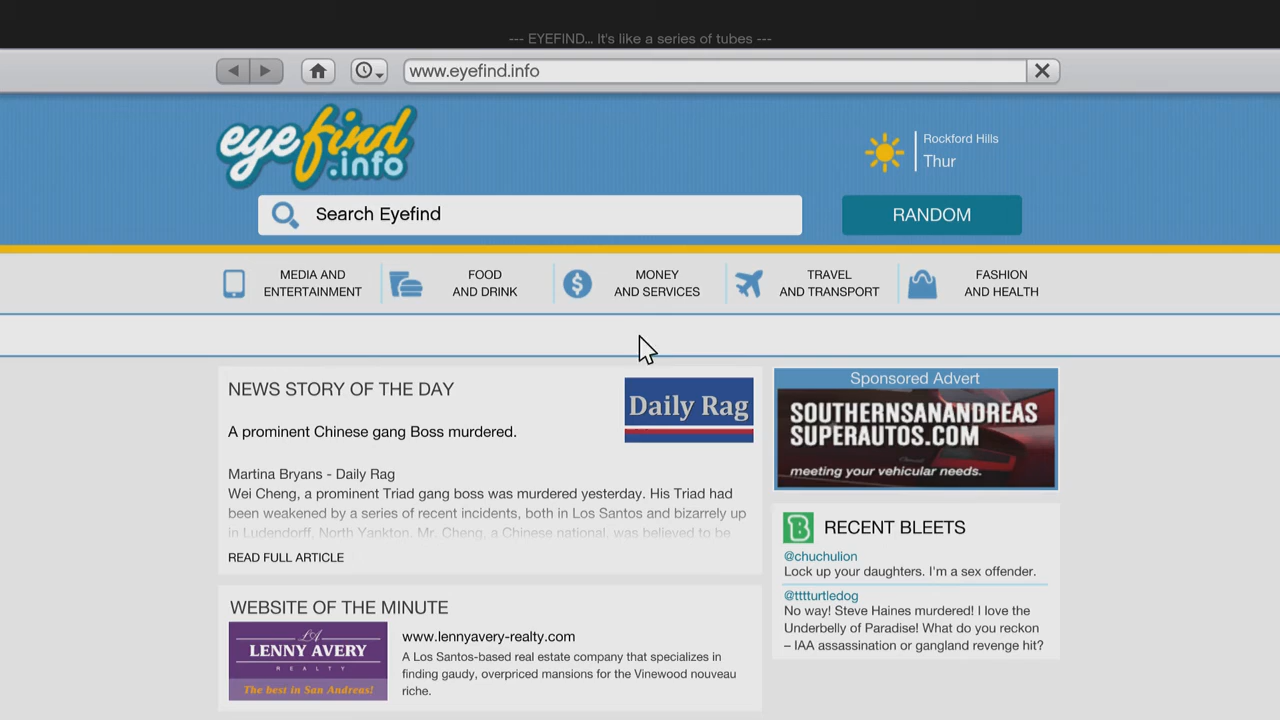 --- EYEFIND... It's like a series of tubes ---
www.eyefind.info
eyefind
.info
Rockford Hills
Thur
Search Eyefind
RANDOM
MEDIA AND
ENTERTAINMENT
FOOD
AND DRINK
MONEY
AND SERVICES
TRAVEL
AND TRANSPORT
FASHION
AND HEALTH
NEWS STORY OF THE DAY
Daily Rag
A prominent Chinese gang Boss murdered.
Martina Bryans - Daily Rag
Wei Cheng, a prominent Triad gang boss was murdered yesterday. His Triad had
been weakened by a series of recent incidents, both in Los Santos and bizarrely up
in Ludendorff, North Yankton. Mr. Cheng, a Chinese national, was believed to be
READ FULL ARTICLE
Sponsored Advert
SOUTHERNSANANDREAS
SUPERAUTOS.COM
meeting your vehicular needs.
B RECENT BLEETS
@chuchulion
Lock up your daughters. I'm a sex offender.
@tttturtledog
No way! Steve Haines murdered! I love the
Underbelly of Paradise! What do you reckon
– IAA assassination or gangland revenge hit?
WEBSITE OF THE MINUTE
LA
LENNY AVERY
REALTY
The best in San Andreas!
www.lennyavery-realty.com
A Los Santos-based real estate company that specializes in
finding gaudy, overpriced mansions for the Vinewood nouveau
riche.